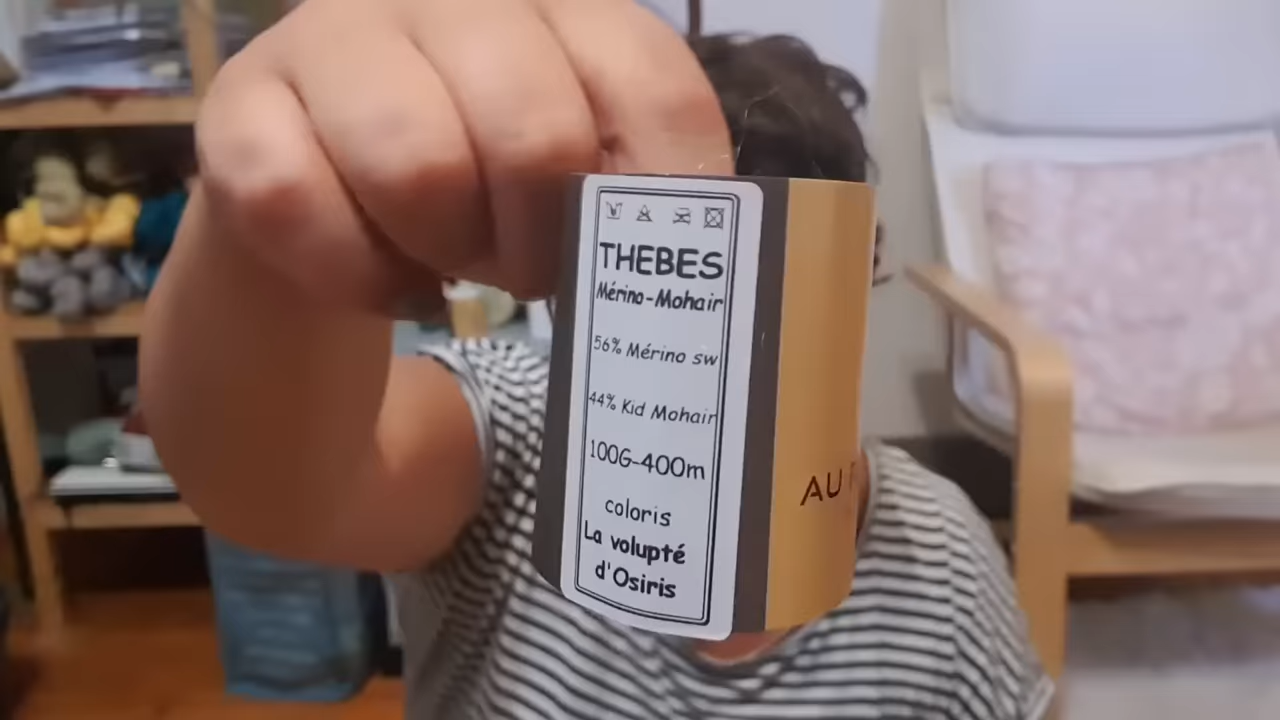 THEBES
Mérino-Mohair
56% Mérino sw
44% Kid Mohair
100G-400m
coloris
La volupté
d'Osiris
AU